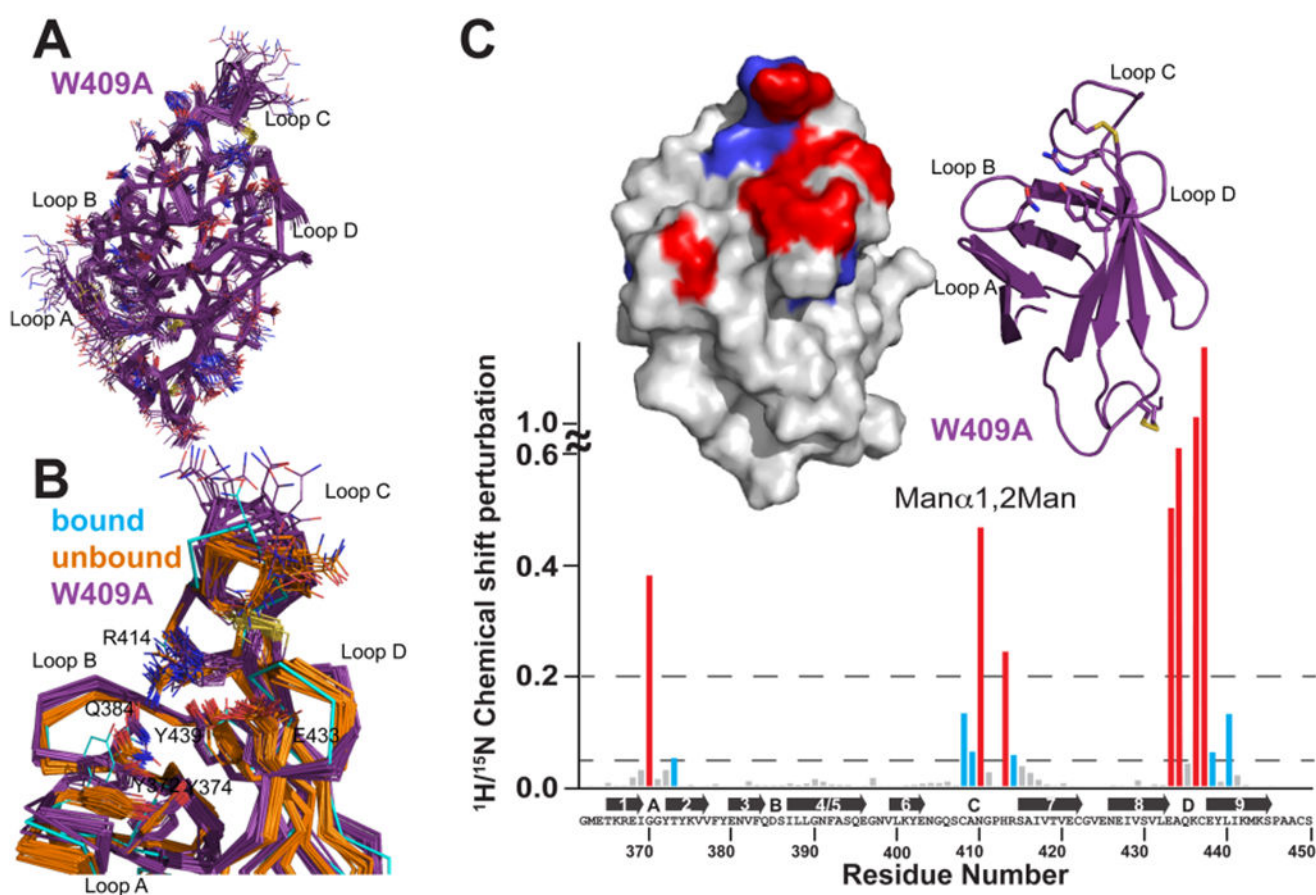 A
W409A
Loop C
Loop B
Loop D
Loop A
B
bound
unbound
W409A
Loop C
R414
Loop B
Loop D
Q384
Y439
E433
Y372
Y374
Loop A
C
Loop C
Loop B
Loop D
Loop A
W409A
Manα1,2Man
¹H/¹⁵N Chemical shift perturbation
1.0
0.6
0.4
0.2
0.0
1 A 2 3 B 4/5 6 C 7 8 D 9
GMETKREIGGYTYKVVFYENVFQDSILLGNFASQEGNVLKYENGQSCANGPHRSAIVTVECGVENEIVSVLEAQKCEYLIKMKSPAACS
370 380 390 400 410 420 430 440 450
Residue Number